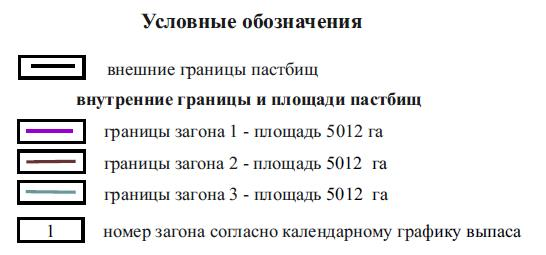 Условные обозначения
внешние границы пастбищ
внутренние границы и площади пастбищ
границы загона 1 - площадь 5012 га
границы загона 2 - площадь 5012 га
границы загона 3 - площадь 5012 га
1 номер загона согласно календарному графику выпаса